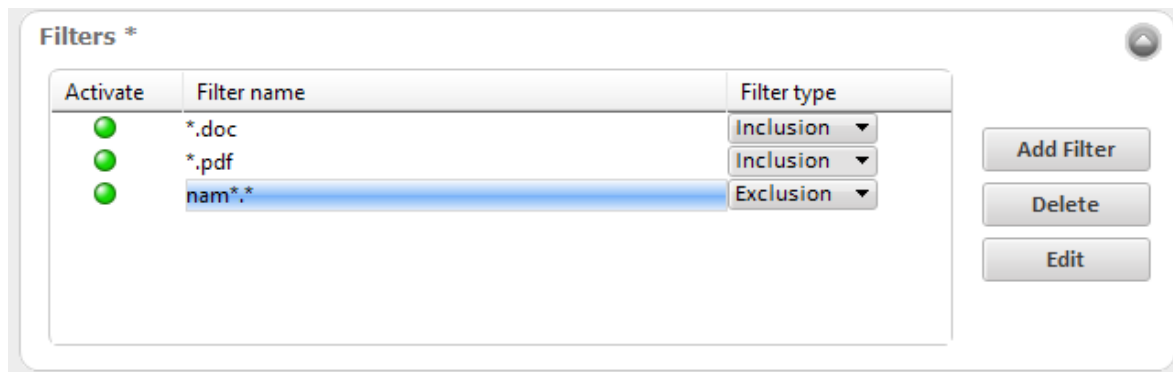 Filters *
Activate Filter name Filter type
*.doc Inclusion
*.pdf Inclusion
nam*.* Exclusion
Add Filter
Delete
Edit